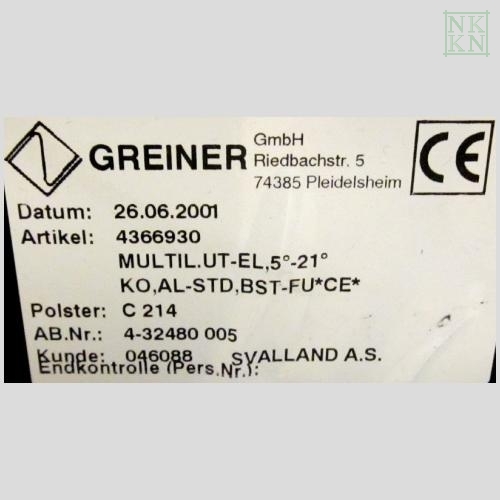 NK
KN
GREINER
GmbH
Riedbachstr. 5
74385 Pleidelsheim
CE
Datum: 26.06.2001
Artikel: 4366930
MULTIL.UT-EL,5°-21°
KO,AL-STD,BST-FU*CE*
Polster: C 214
AB.Nr.: 4-32480 005
Kunde: 046088 SVALLAND A.S.
Endkontrolle (Pers.Nr.):